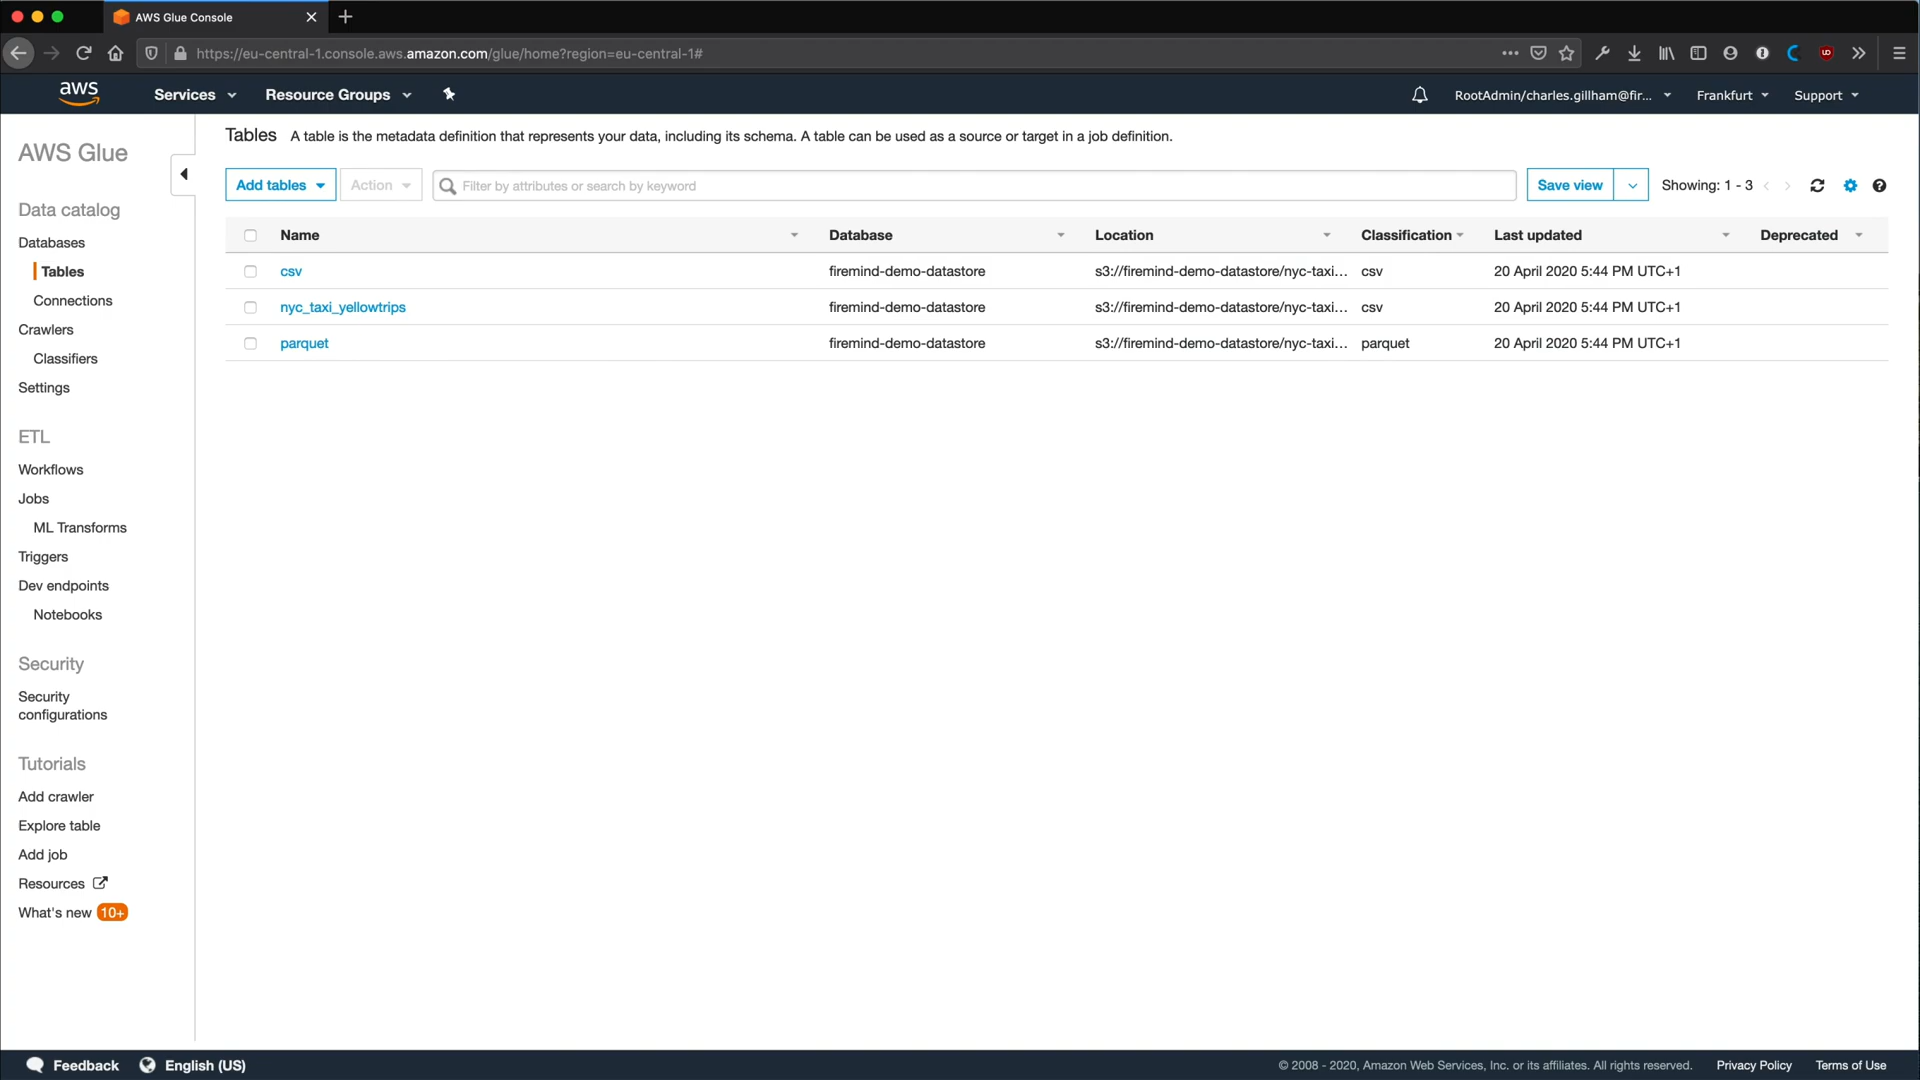 AWS Glue Console
https://eu-central-1.console.aws.amazon.com/glue/home?region=eu-central-1#
aws
Services
Resource Groups
RootAdmin/charles.gillham@fir...
Frankfurt
Support
AWS Glue
Data catalog
Databases
Tables
Connections
Crawlers
Classifiers
Settings
ETL
Workflows
Jobs
ML Transforms
Triggers
Dev endpoints
Notebooks
Security
Security
configurations
Tutorials
Add crawler
Explore table
Add job
Resources
What's new 10+
Tables A table is the metadata definition that represents your data, including its schema. A table can be used as a source or target in a job definition.
Add tables
Action
Filter by attributes or search by keyword
Save view
Showing: 1 - 3
Name Database Location Classification Last updated Deprecated
csv firemind-demo-datastore s3://firemind-demo-datastore/nyc-taxi... csv 20 April 2020 5:44 PM UTC+1
nyc_taxi_yellowtrips firemind-demo-datastore s3://firemind-demo-datastore/nyc-taxi... csv 20 April 2020 5:44 PM UTC+1
parquet firemind-demo-datastore s3://firemind-demo-datastore/nyc-taxi... parquet 20 April 2020 5:44 PM UTC+1
Feedback
English (US)
© 2008 - 2020, Amazon Web Services, Inc. or its affiliates. All rights reserved.
Privacy Policy
Terms of Use